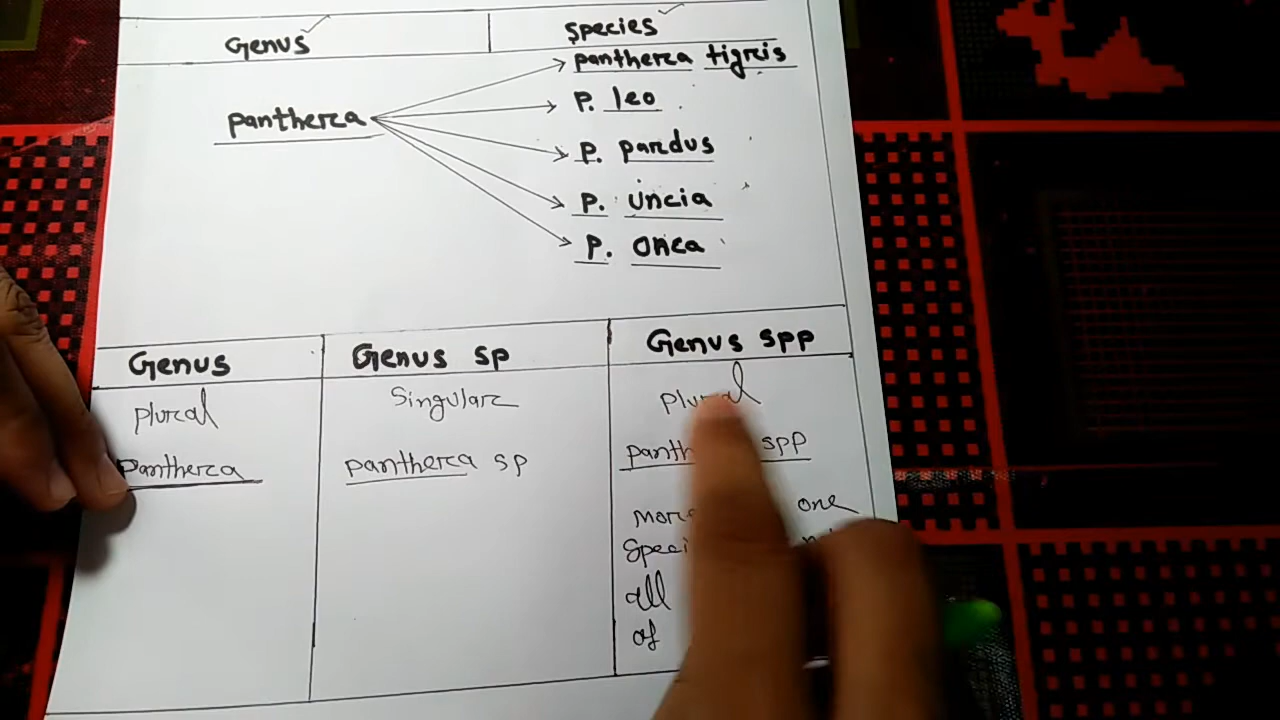 Genus species
panthera tigris
panthera
P. leo
P. pardus
P. uncia
P. onca
Genus Genus sp Genus spp
Plural Singular Plural
Panthera panthera sp spp
one
all
of